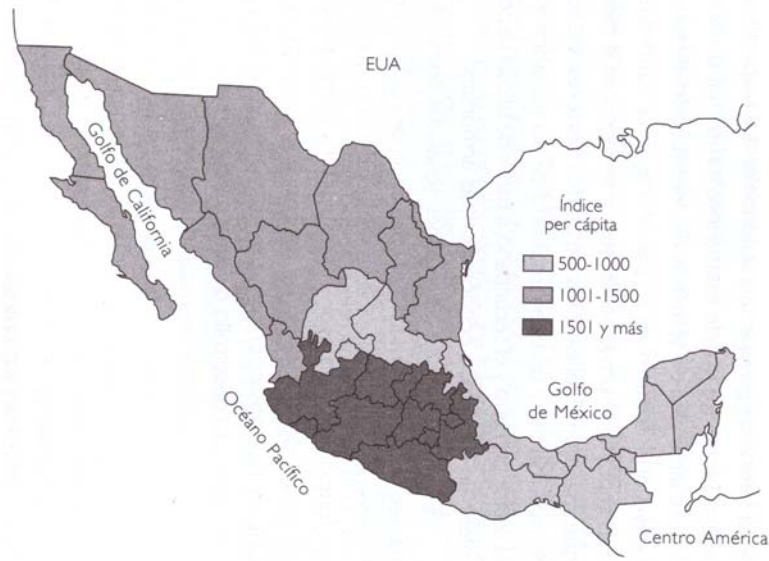 EUA
Golfo de California
Índice
per cápita
500-1000
1001-1500
1501 y más
Golfo
de México
Océano Pacífico
Centro América